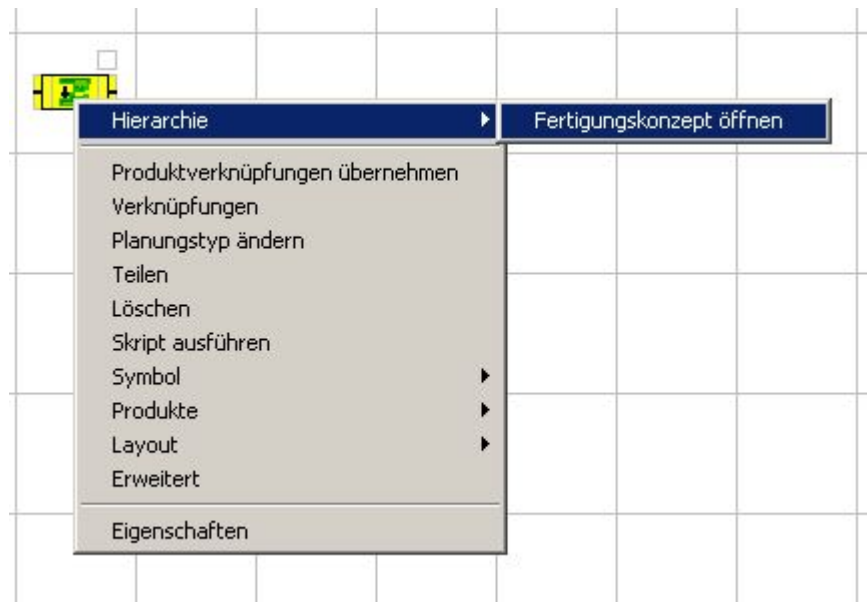 Hierarchie
Fertigungskonzept öffnen
Produktverknüpfungen übernehmen
Verknüpfungen
Planungstyp ändern
Teilen
Löschen
Skript ausführen
Symbol
Produkte
Layout
Erweitert
Eigenschaften